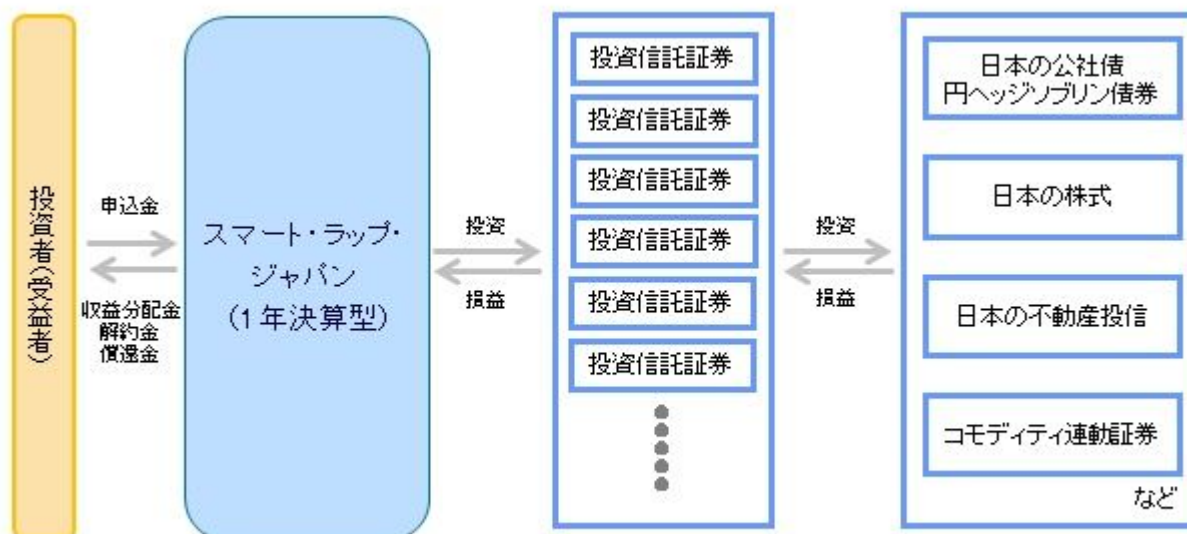 投資者(受益者)
申込金
収益分配金
解約金
償還金
スマート・ラップ・
ジャパン
(1年決算型)
投資
損益
投資信託証券
投資信託証券
投資信託証券
投資信託証券
投資信託証券
投資信託証券
投資
損益
日本の公社債
円ヘッジソブリン債券
日本の株式
日本の不動産投信
コモディティ連動証券
など